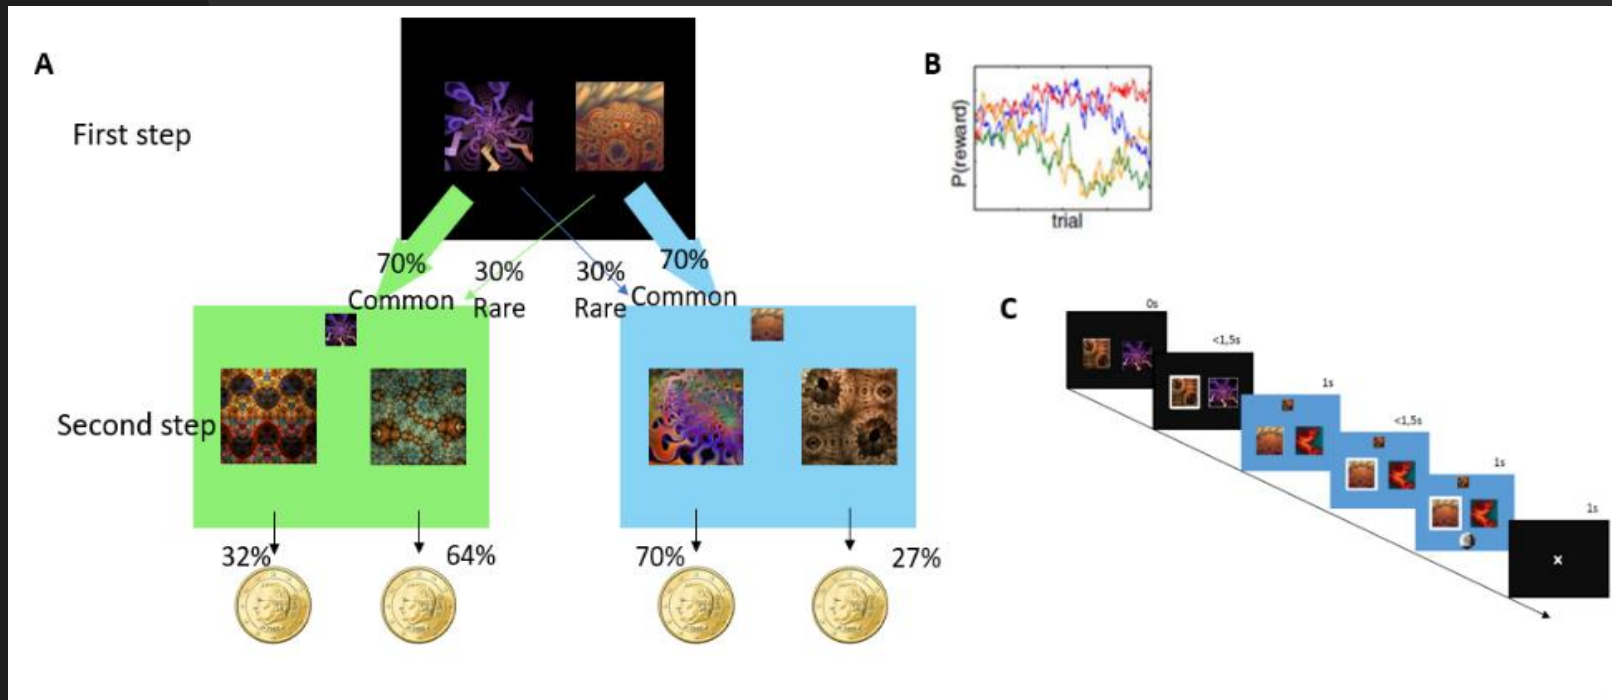 A
First step
70%
Common
30%
Rare
30%
Rare
70%
Common
Second step
32%
64%
70%
27%
B
P(reward)
trial
C
0s
<1,5s
1s
<1,5s
1s
1s
x